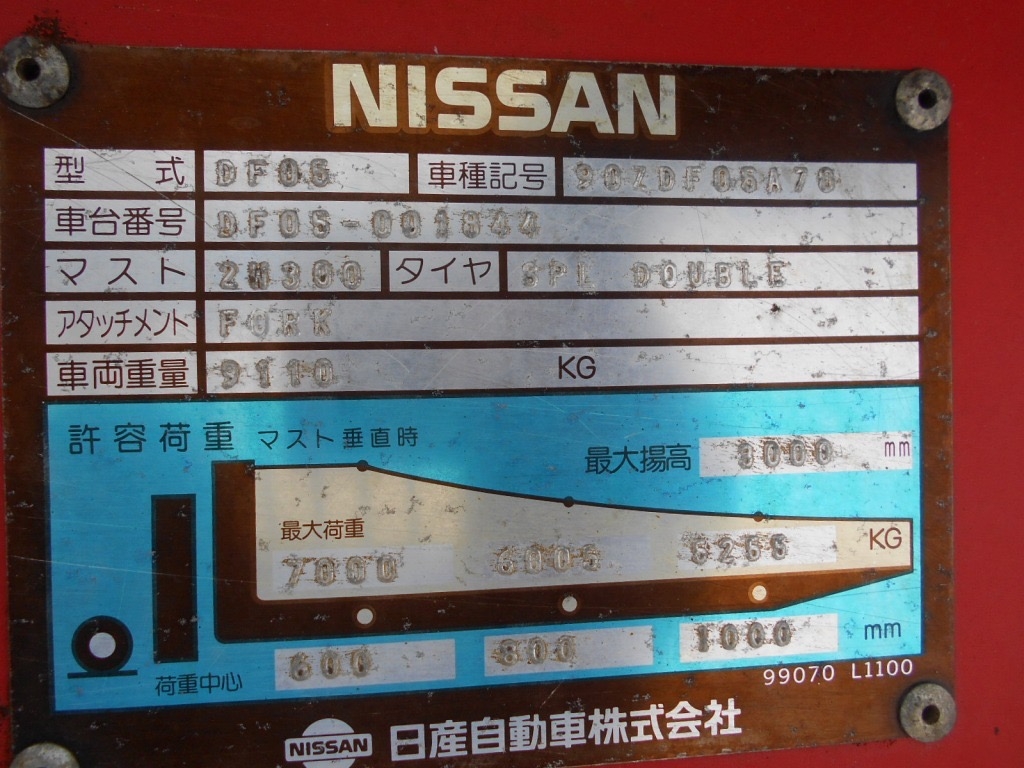 NISSAN
型式 DF05 車種記号
車台番号 DF05-001844
マスト 2M300 タイヤ SPL DOUBLE
アタッチメント FORK
車両重量 9110 KG
許容荷重 マスト垂直時
最大揚高 3000 mm
最大荷重
7000 KG
600 800 1000 mm
荷重中心
99070 L1100
NISSAN 日産自動車株式会社